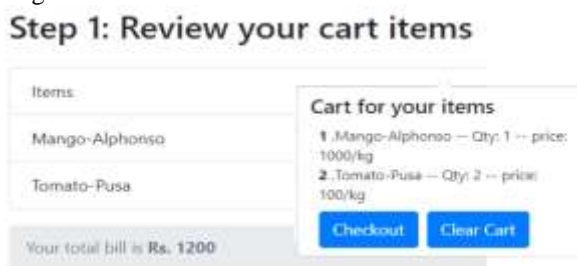 Step 1: Review your cart items
Items
Mango-Alphonso
Tomato-Pusa
Your total bill is Rs. 1200
Cart for your items
1 .Mango-Alphonso -- Qty: 1 -- price:
1000/kg
2 .Tomato-Pusa -- Qty: 2 -- price:
100/kg
Checkout
Clear Cart